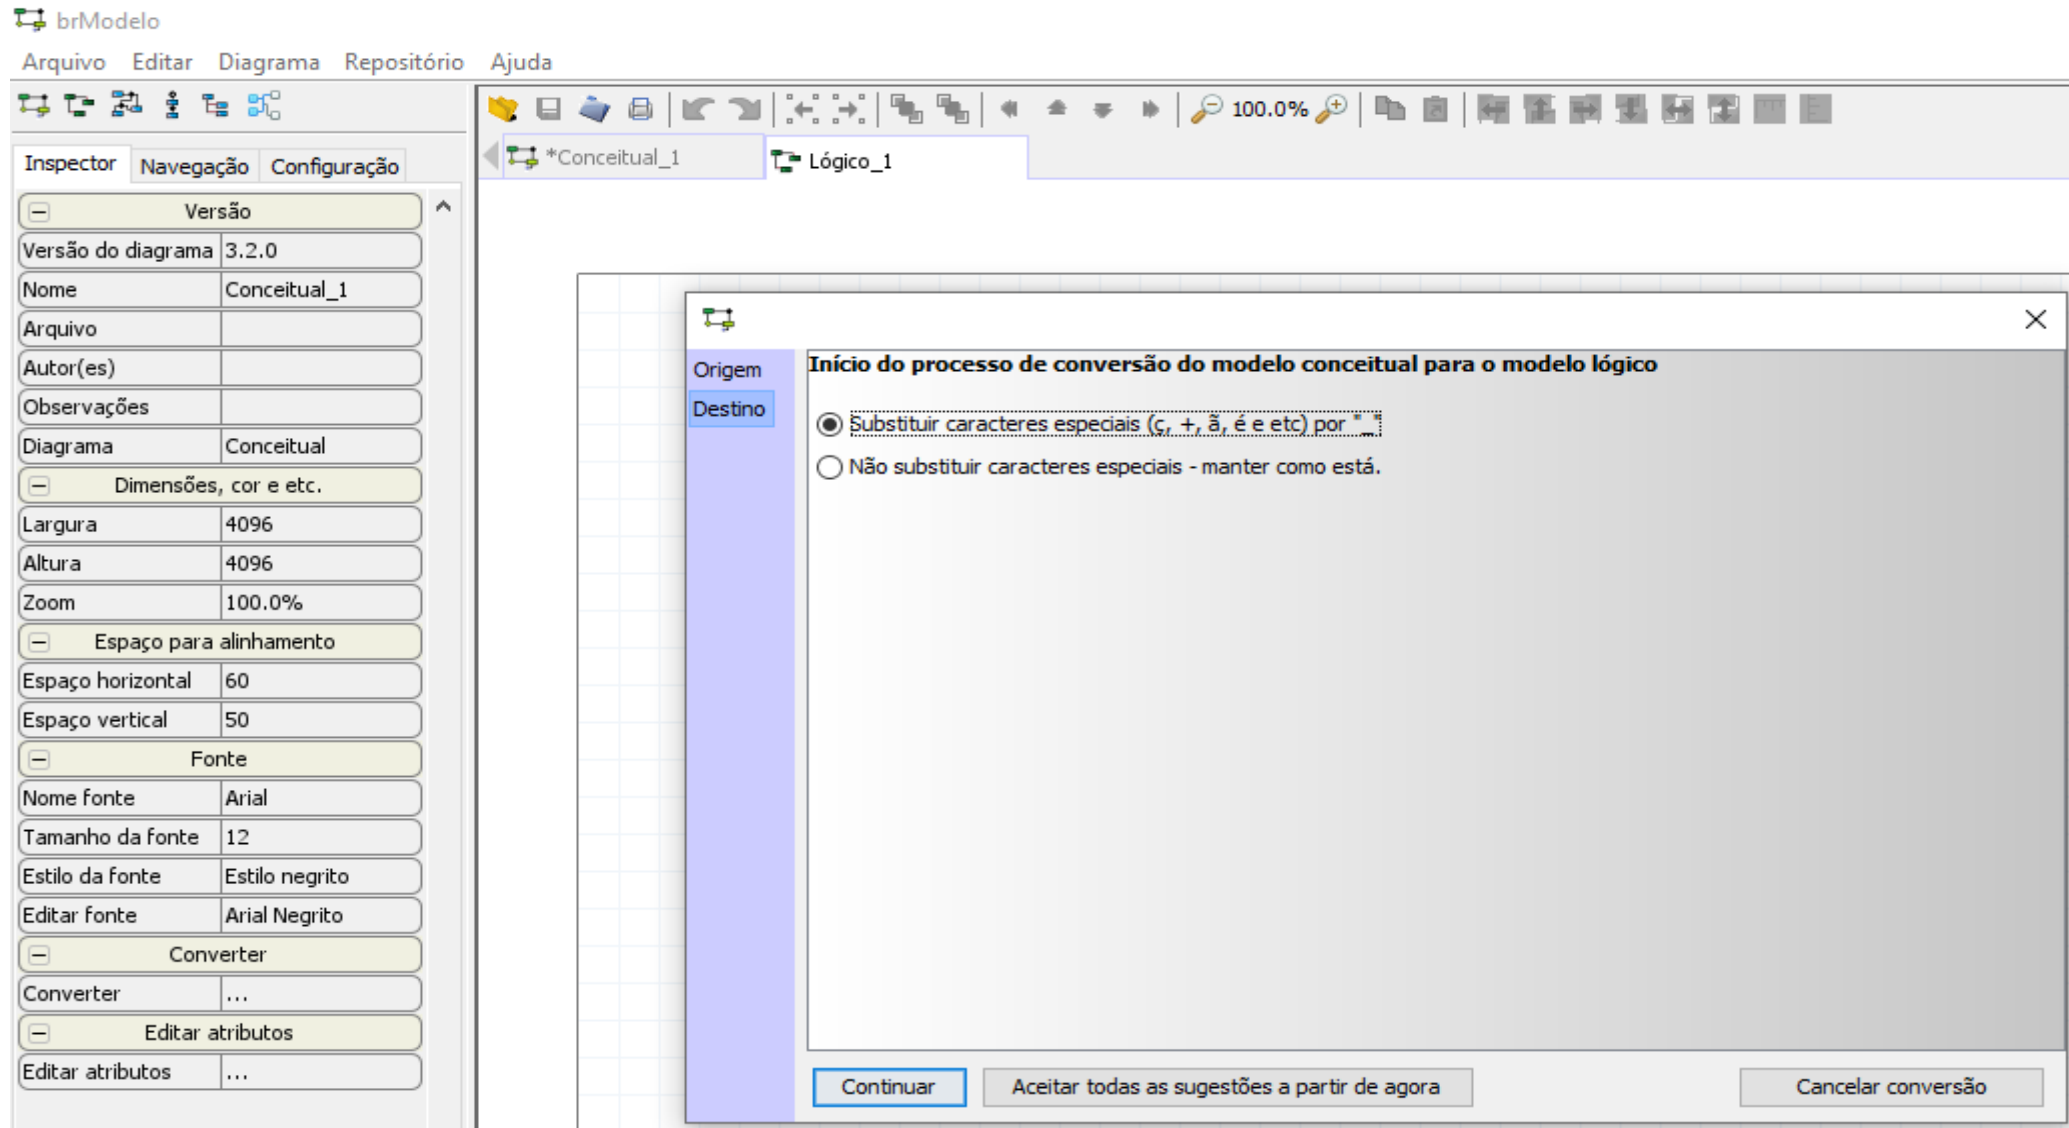 brModelo
Arquivo Editar Diagrama Repositório Ajuda
100.0%
Inspector Navegação Configuração
*Conceitual_1 Lógico_1
Versão
Versão do diagrama 3.2.0
Nome Conceitual_1
Arquivo
Autor(es)
Observações
Diagrama Conceitual
Dimensões, cor e etc.
Largura 4096
Altura 4096
Zoom 100.0%
Espaço para alinhamento
Espaço horizontal 60
Espaço vertical 50
Fonte
Nome fonte Arial
Tamanho da fonte 12
Estilo da fonte Estilo negrito
Editar fonte Arial Negrito
Converter
Converter ...
Editar atributos
Editar atributos ...
Origem
Destino
Início do processo de conversão do modelo conceitual para o modelo lógico
Substituir caracteres especiais (ç, +, ã, é e etc) por "_"
Não substituir caracteres especiais - manter como está.
Continuar Aceitar todas as sugestões a partir de agora Cancelar conversão